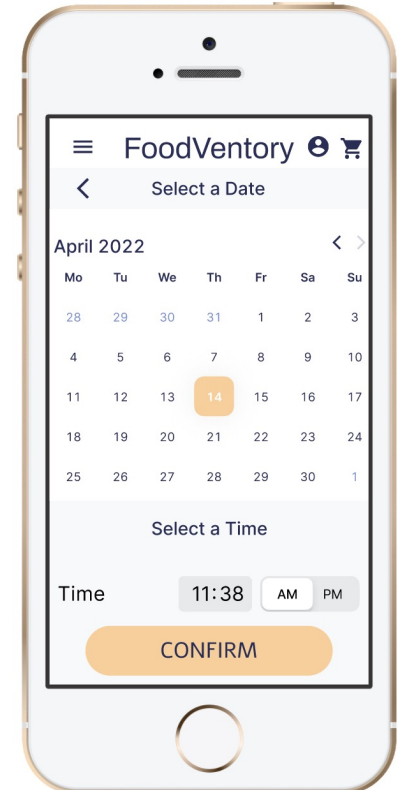 FoodVentory
Select a Date
April 2022
Mo Tu We Th Fr Sa Su
28 29 30 31 1 2 3
4 5 6 7 8 9 10
11 12 13 14 15 16 17
18 19 20 21 22 23 24
25 26 27 28 29 30 1
Select a Time
Time 11:38 AM PM
CONFIRM